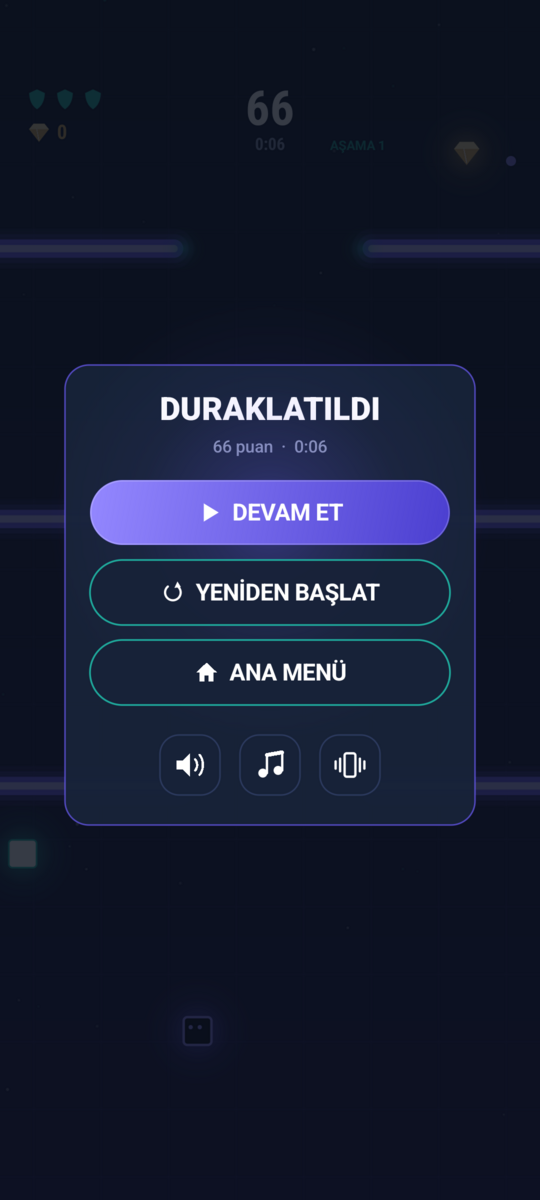 66
0
0:06
AŞAMA 1
DURAKLATILDI
66 puan · 0:06
DEVAM ET
YENİDEN BAŞLAT
ANA MENÜ